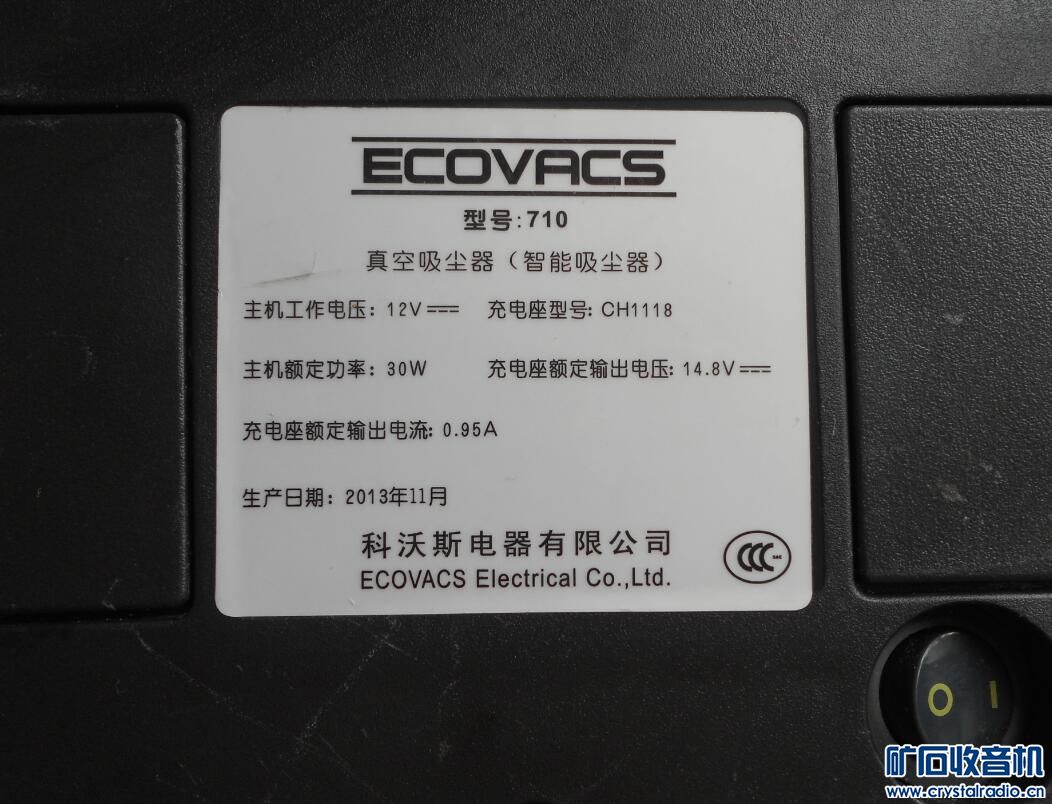 ECOVACS
型号:710
真空吸尘器（智能吸尘器）
主机工作电压: 12V 充电座型号: CH1118
主机额定功率: 30W 充电座额定输出电压: 14.8V
充电座额定输出电流: 0.95A
生产日期: 2013年11月
科沃斯电器有限公司
ECOVACS Electrical Co.,Ltd.
CCC
S&E
O I
矿石收音机
www.crystalradio.cn